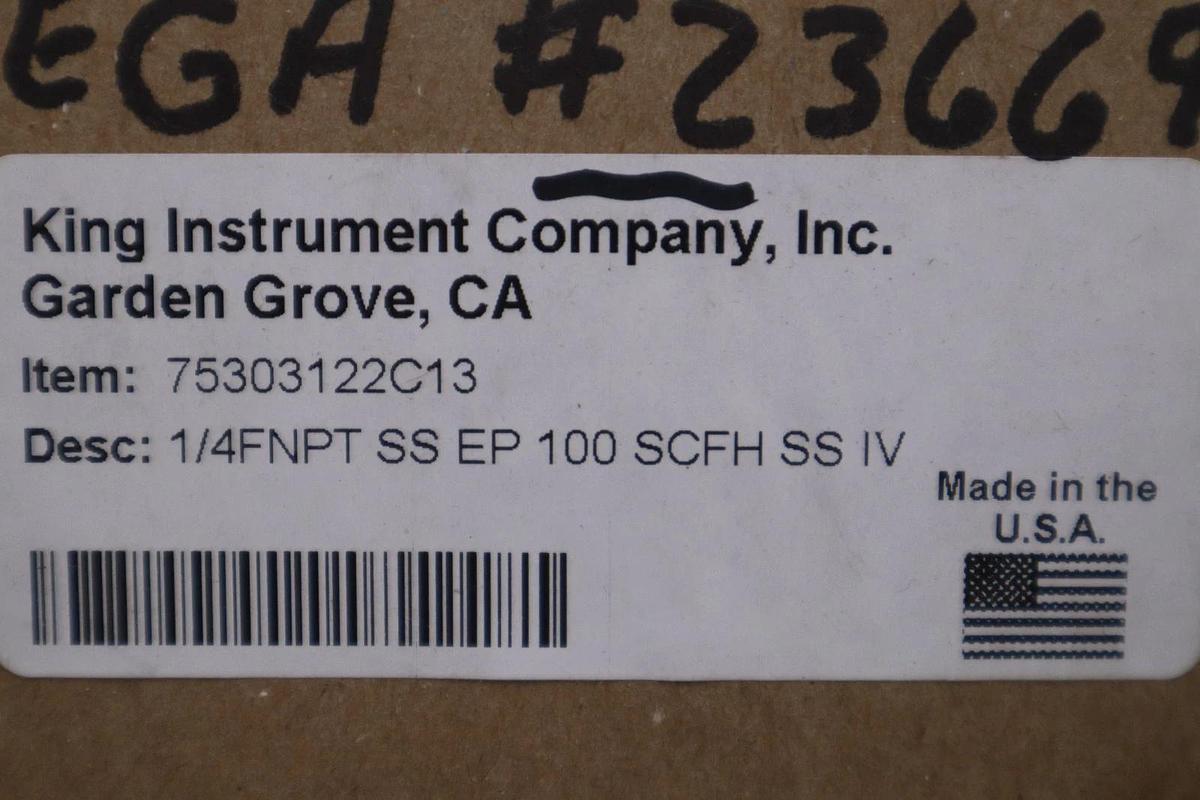 EGA #23669
King Instrument Company, Inc.
Garden Grove, CA
Item: 75303122C13
Desc: 1/4FNPT SS EP 100 SCFH SS IV
Made in the
U.S.A.